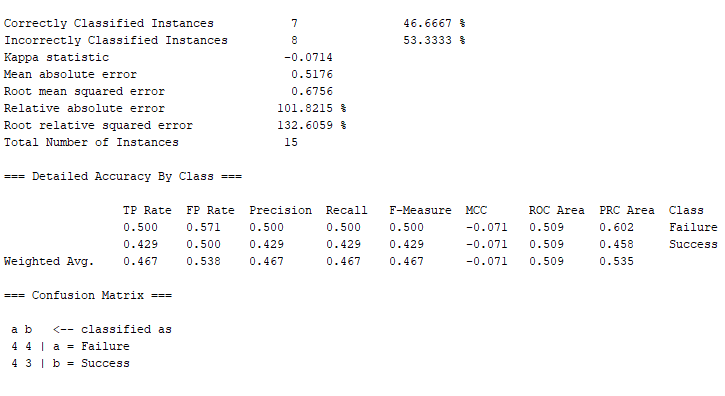 Correctly Classified Instances 7 46.6667 %
Incorrectly Classified Instances 8 53.3333 %
Kappa statistic -0.0714
Mean absolute error 0.5176
Root mean squared error 0.6756
Relative absolute error 101.8215 %
Root relative squared error 132.6059 %
Total Number of Instances 15
=== Detailed Accuracy By Class ===
TP Rate FP Rate Precision Recall F-Measure MCC ROC Area PRC Area Class
0.500 0.571 0.500 0.500 0.500 -0.071 0.509 0.602 Failure
0.429 0.500 0.429 0.429 0.429 -0.071 0.509 0.458 Success
Weighted Avg. 0.467 0.538 0.467 0.467 0.467 -0.071 0.509 0.535
=== Confusion Matrix ===
a b <-- classified as
4 4 | a = Failure
4 3 | b = Success